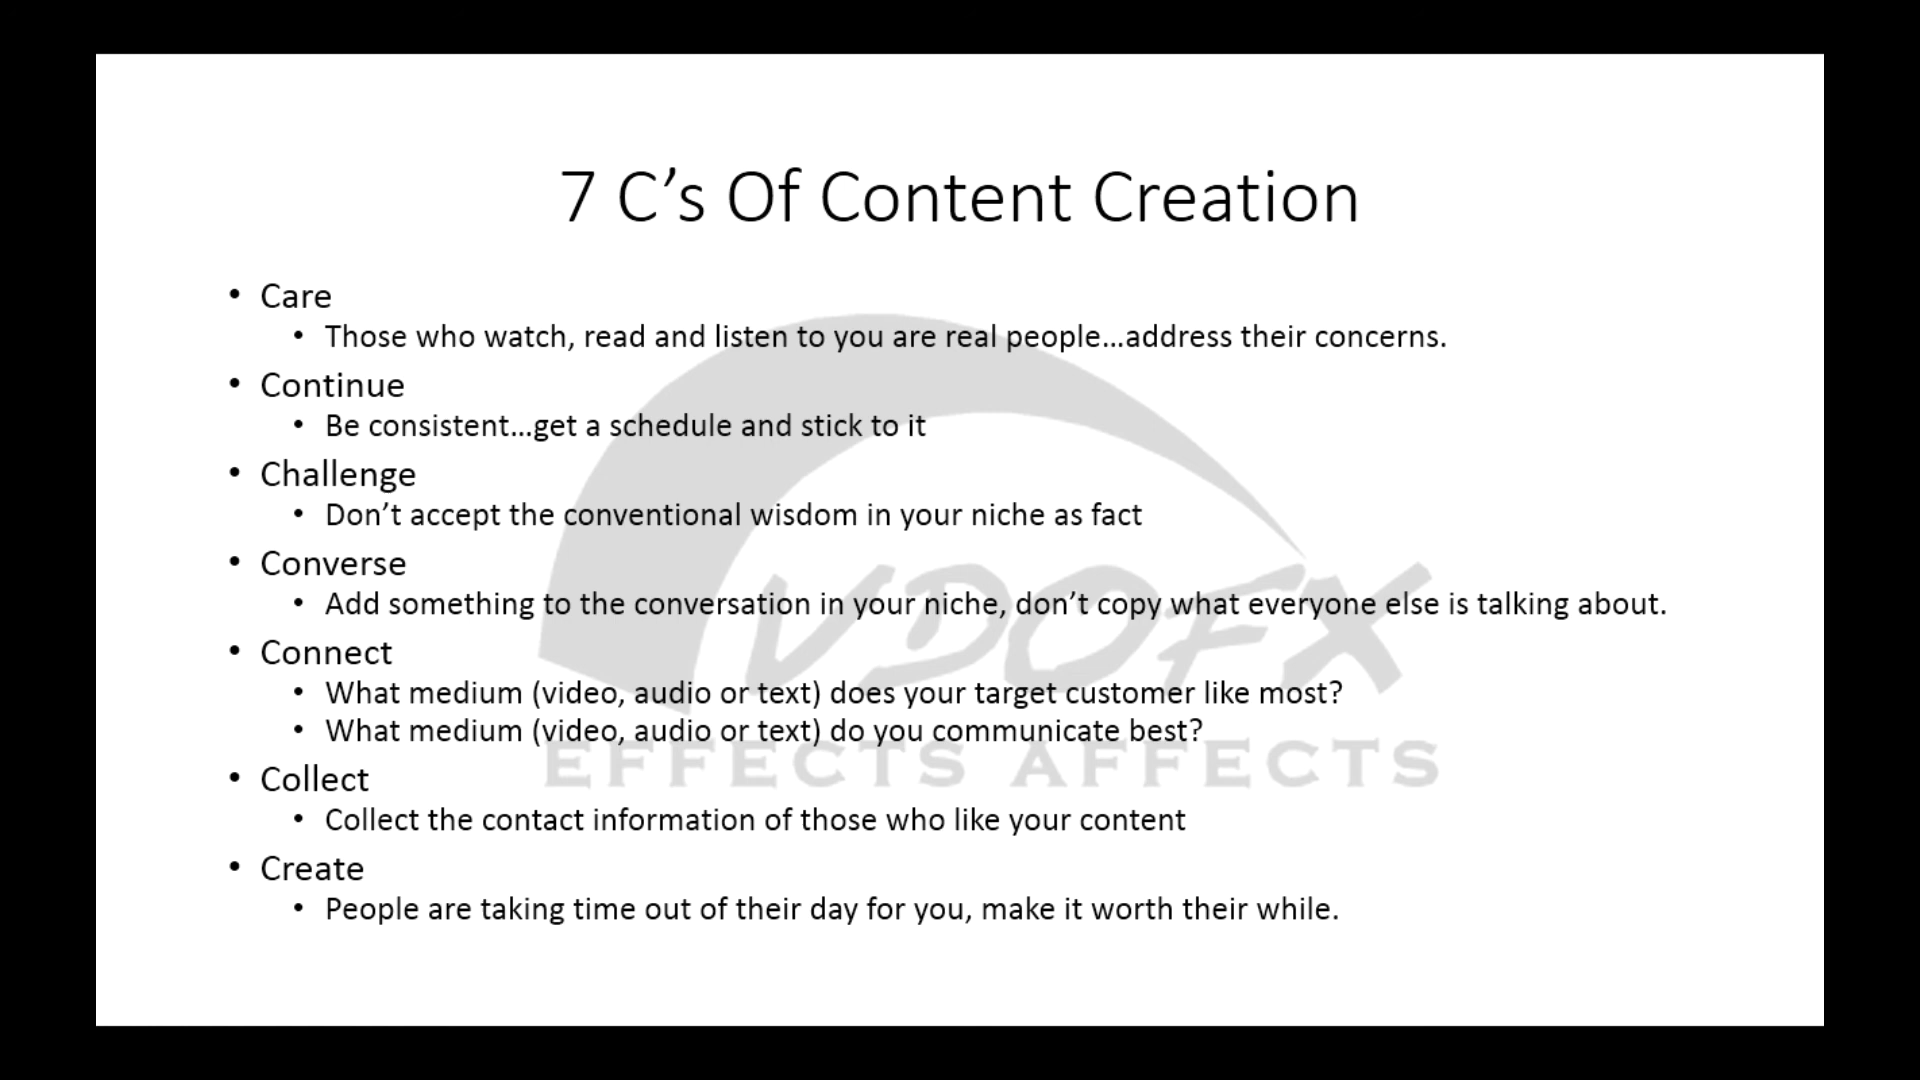 7 C’s Of Content Creation
• Care
• Those who watch, read and listen to you are real people…address their concerns.
• Continue
• Be consistent…get a schedule and stick to it
• Challenge
• Don’t accept the conventional wisdom in your niche as fact
• Converse
• Add something to the conversation in your niche, don’t copy what everyone else is talking about.
VDOFX
• Connect
• What medium (video, audio or text) does your target customer like most?
• What medium (video, audio or text) do you communicate best?
EFFECTS AFFECTS
• Collect
• Collect the contact information of those who like your content
• Create
• People are taking time out of their day for you, make it worth their while.